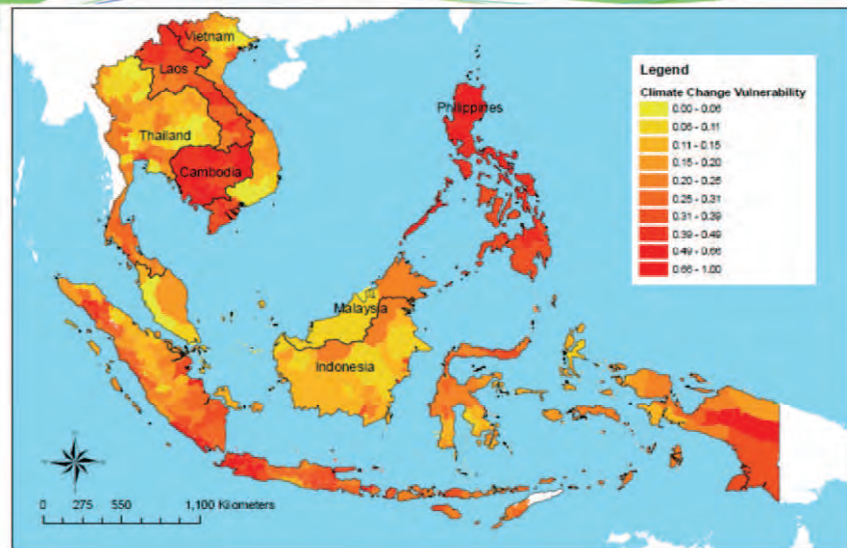 Vietnam
Laos
Philippines
Thailand
Cambodia
Malaysia
Indonesia
Legend
Climate Change Vulnerability
0.00 - 0.06
0.06 - 0.11
0.11 - 0.15
0.15 - 0.20
0.20 - 0.25
0.25 - 0.31
0.31 - 0.39
0.39 - 0.49
0.49 - 0.66
0.66 - 1.00
0 275 550 1,100 Kilometers